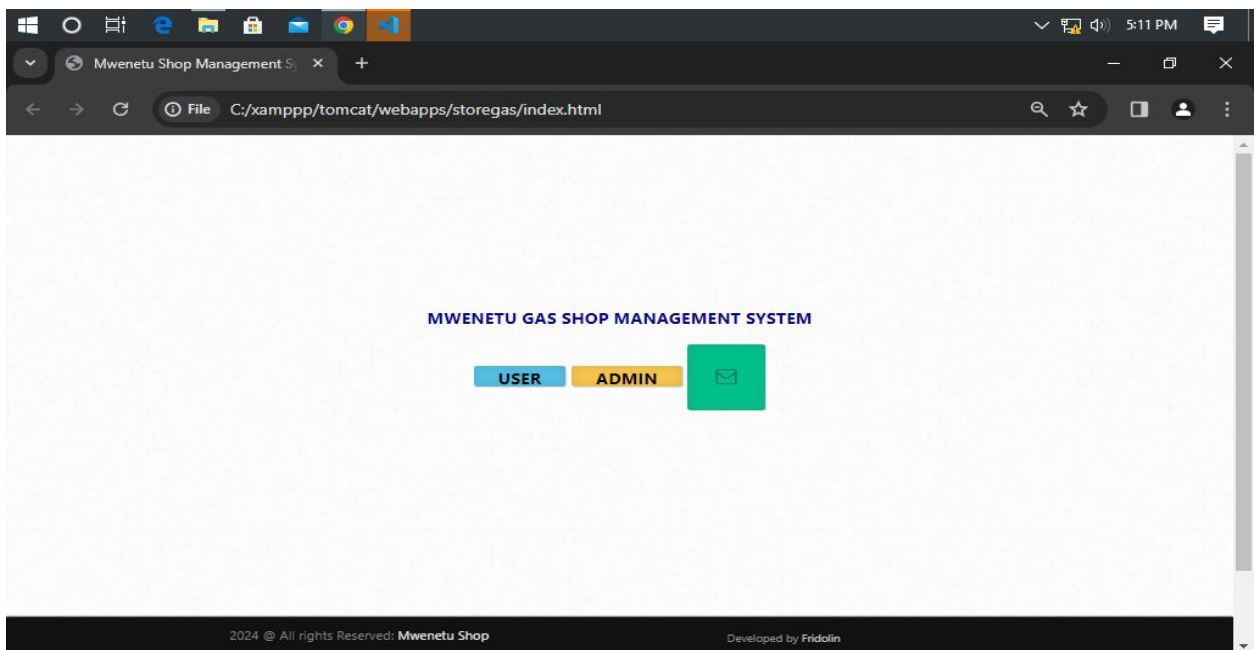 5:11 PM
Mwenetu Shop Management S
File C:/xamppp/tomcat/webapps/storegas/index.html
MWENETU GAS SHOP MANAGEMENT SYSTEM
USER ADMIN
2024 @ All rights Reserved: Mwenetu Shop Developed by Fridolin